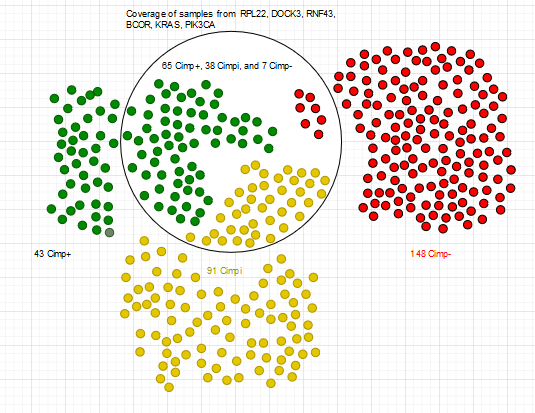 Coverage of samples from RPL22, DOCK3, RNF43,
BCOR, KRAS, PIK3CA
65 Cimp+, 38 Cimpi, and 7 Cimp-
43 Cimp+
148 Cimp-
91 Cimpi